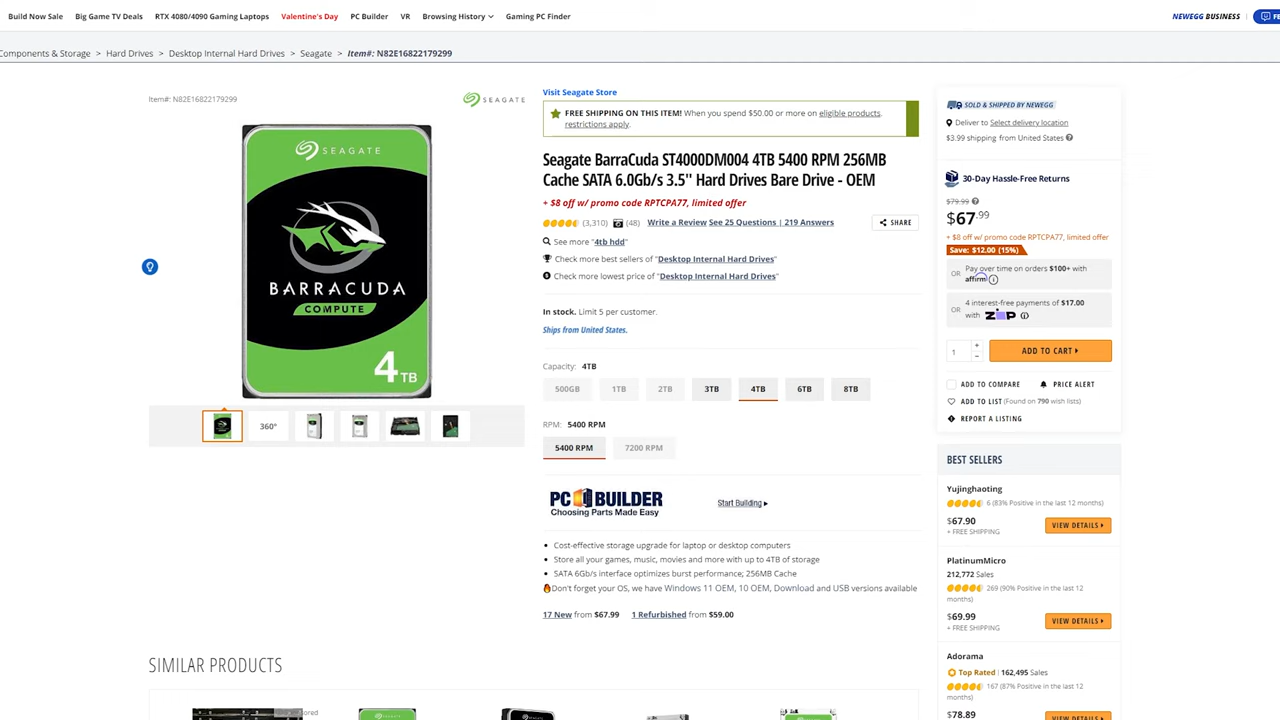 Build Now Sale
Big Game TV Deals
RTX 4080/4090 Gaming Laptops
Valentine's Day
PC Builder
VR
Browsing History
Gaming PC Finder
NEWEGG BUSINESS
FE
Components & Storage > Hard Drives > Desktop Internal Hard Drives > Seagate > Item#: N82E16822179299
Item#: N82E16822179299
SEAGATE
SEAGATE
BARRACUDA
COMPUTE
4TB
360°
Visit Seagate Store
FREE SHIPPING ON THIS ITEM! When you spend $50.00 or more on eligible products,
restrictions apply.
Seagate BarraCuda ST4000DM004 4TB 5400 RPM 256MB
Cache SATA 6.0Gb/s 3.5" Hard Drives Bare Drive - OEM
+ $8 off w/ promo code RPTCPA77, limited offer
(3,310) (48) Write a Review See 25 Questions | 219 Answers
SHARE
See more "4tb hdd"
Check more best sellers of "Desktop Internal Hard Drives"
Check more lowest price of "Desktop Internal Hard Drives"
In stock. Limit 5 per customer.
Ships from United States.
Capacity: 4TB
500GB 1TB 2TB 3TB 4TB 6TB 8TB
RPM: 5400 RPM
5400 RPM 7200 RPM
PC BUILDER
Choosing Parts Made Easy
Start Building
• Cost-effective storage upgrade for laptop or desktop computers
• Store all your games, music, movies and more with up to 4TB of storage
• SATA 6Gb/s interface optimizes burst performance; 256MB Cache
Don't forget your OS, we have Windows 11 OEM, 10 OEM, Download and USB versions available
17 New from $67.99 1 Refurbished from $59.00
SOLD & SHIPPED BY NEWEGG
Deliver to Select delivery location
$3.99 shipping from United States
30-Day Hassle-Free Returns
$79.99
$67.99
+ $8 off w/ promo code RPTCPA77, limited offer
Save: $12.00 (15%)
OR Pay over time on orders $100+ with
affirm
OR 4 interest-free payments of $17.00
with Zip
1 + -
ADD TO CART
ADD TO COMPARE
PRICE ALERT
ADD TO LIST (Found on 790 wish lists)
REPORT A LISTING
BEST SELLERS
Yujinghaoting
6 (83% Positive in the last 12 months)
$67.90
+ FREE SHIPPING
VIEW DETAILS
PlatinumMicro
212,772 Sales
269 (90% Positive in the last 12
months)
$69.99
+ FREE SHIPPING
VIEW DETAILS
Adorama
Top Rated | 162,495 Sales
167 (87% Positive in the last 12
months)
$78.89
VIEW DETAILS
SIMILAR PRODUCTS